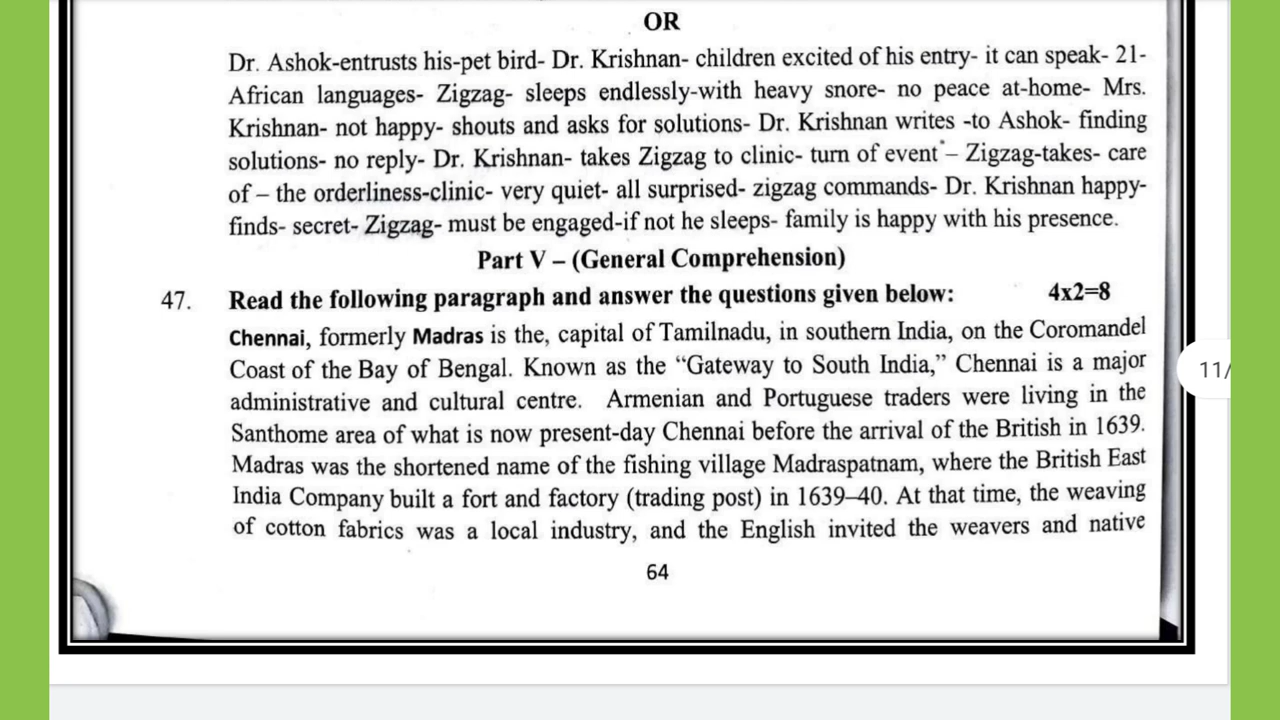 OR
Dr. Ashok-entrusts his-pet bird- Dr. Krishnan- children excited of his entry- it can speak- 21-
African languages- Zigzag- sleeps endlessly-with heavy snore- no peace at-home- Mrs.
Krishnan- not happy- shouts and asks for solutions- Dr. Krishnan writes -to Ashok- finding
solutions- no reply- Dr. Krishnan- takes Zigzag to clinic- turn of event – Zigzag-takes- care
of – the orderliness-clinic- very quiet- all surprised- zigzag commands- Dr. Krishnan happy-
finds- secret- Zigzag- must be engaged-if not he sleeps- family is happy with his presence.
Part V – (General Comprehension)
47. Read the following paragraph and answer the questions given below: 4x2=8
Chennai, formerly Madras is the, capital of Tamilnadu, in southern India, on the Coromandel
Coast of the Bay of Bengal. Known as the “Gateway to South India,” Chennai is a major
administrative and cultural centre. Armenian and Portuguese traders were living in the
Santhome area of what is now present-day Chennai before the arrival of the British in 1639.
Madras was the shortened name of the fishing village Madraspatnam, where the British East
India Company built a fort and factory (trading post) in 1639–40. At that time, the weaving
of cotton fabrics was a local industry, and the English invited the weavers and native
64
11/